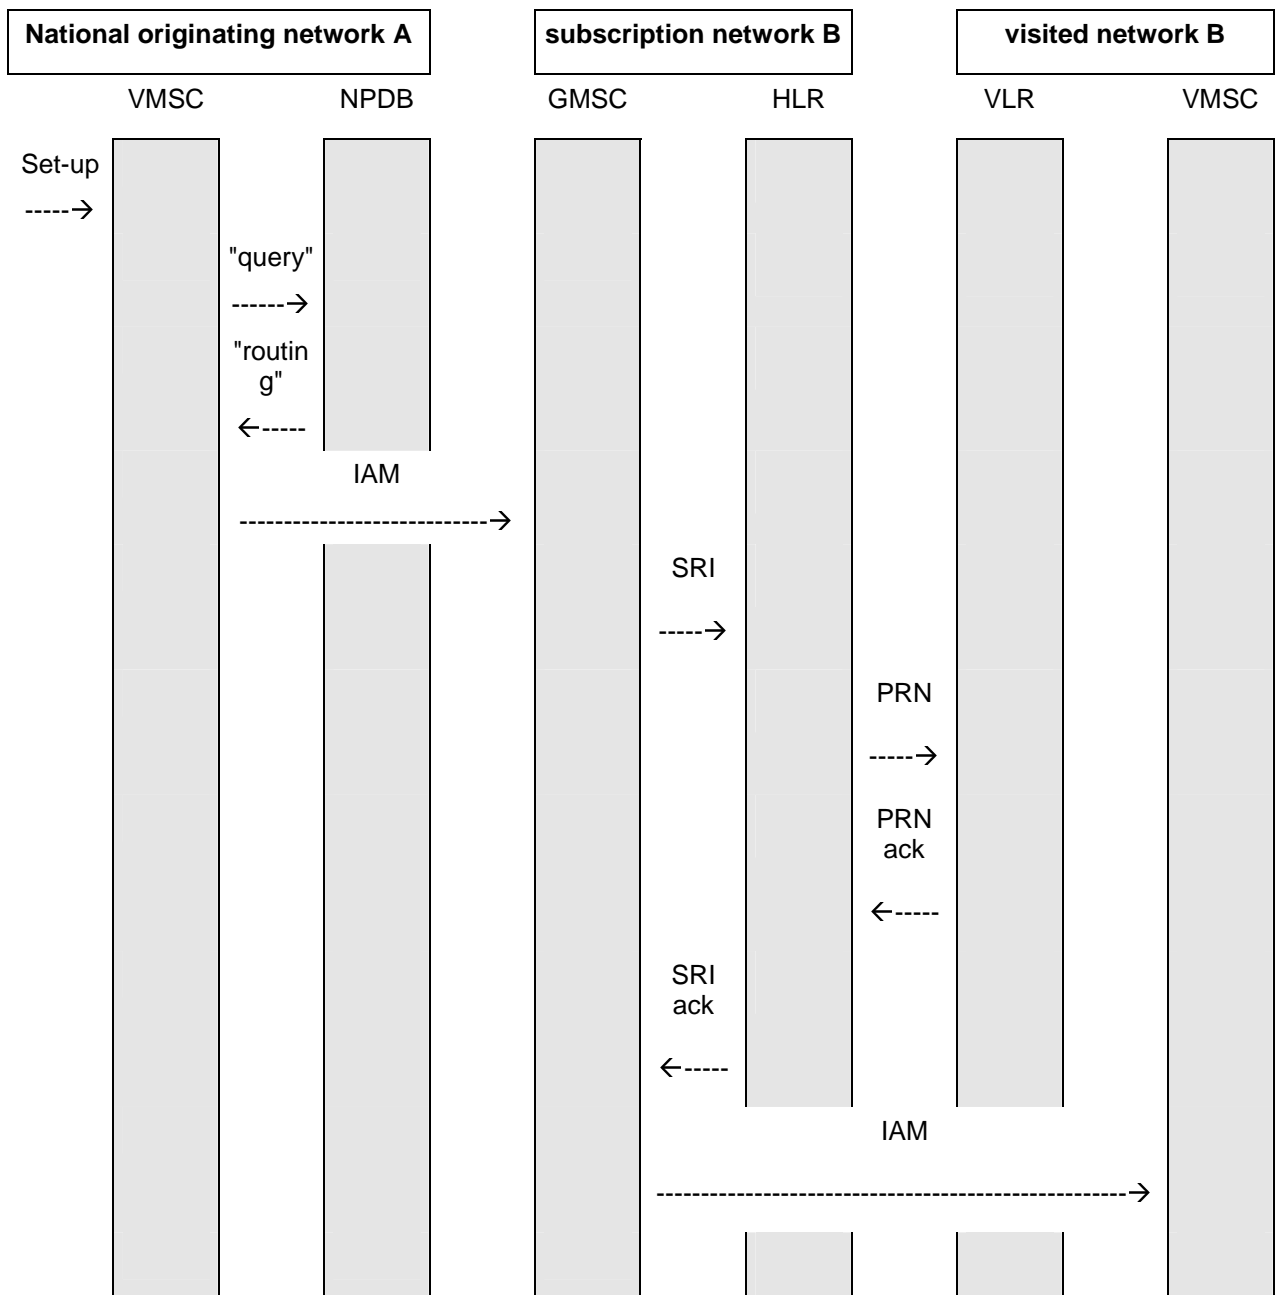 National originating network A
subscription network B
visited network B
VMSC
NPDB
GMSC
HLR
VLR
VMSC
Set-up
-----→
"query"
------→
"routin
g"
←-----
IAM
----------------------------→
SRI
-----→
PRN
-----→
PRN
ack
←-----
SRI
ack
←-----
IAM
-----------------------------------------------------→